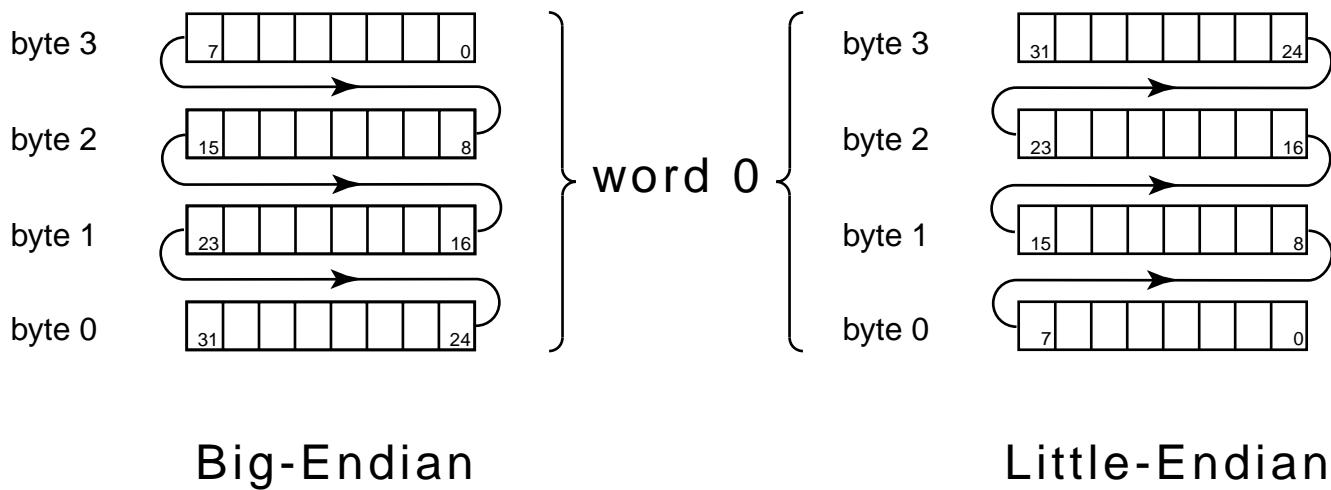 byte 3
7 0
byte 2
15 8
byte 1
23 16
byte 0
31 24
word 0
byte 3
31 24
byte 2
23 16
byte 1
15 8
byte 0
7 0
Big-Endian
Little-Endian